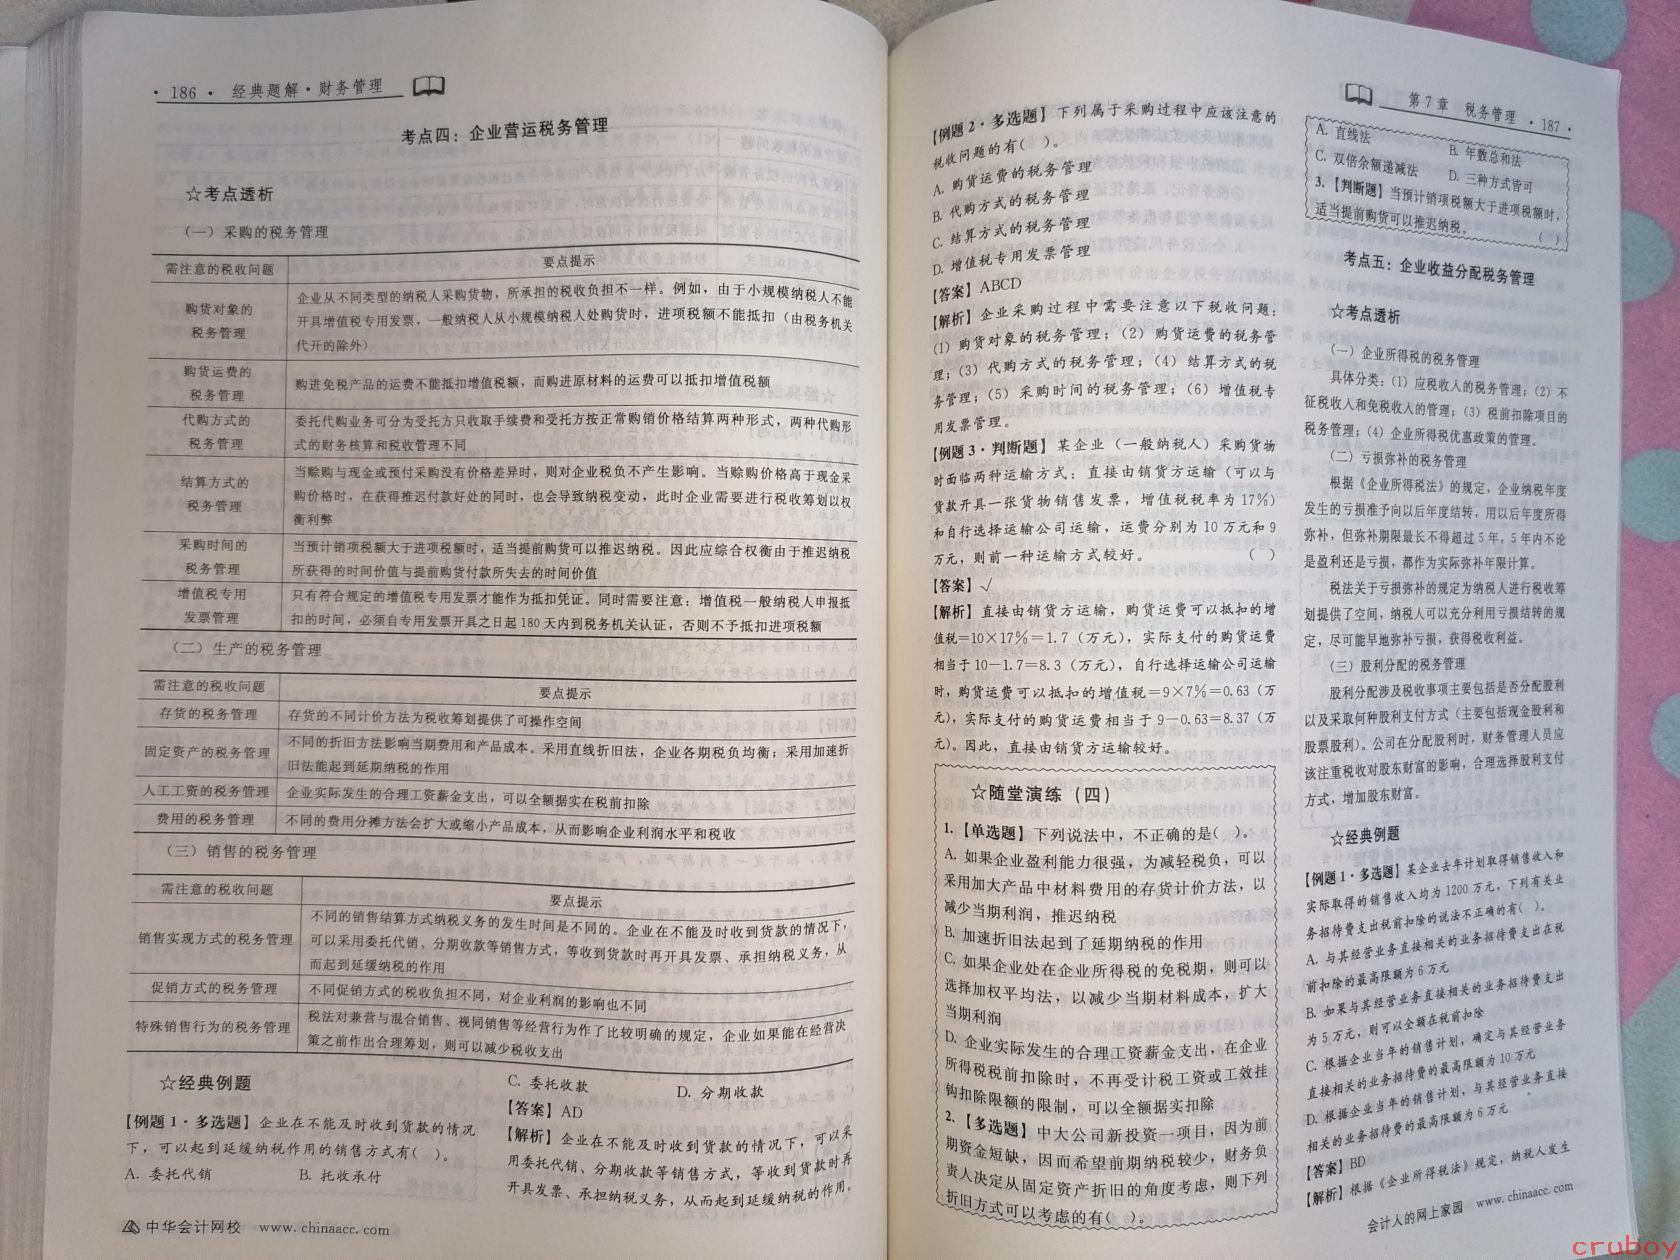 · 186 · 经典题解·财务管理
考点四：企业营运税务管理
☆考点透析
（一）采购的税务管理
需注意的税收问题 要点提示
购货对象的
税务管理
企业从不同类型的纳税人采购货物，所承担的税收负担不一样。例如，由于小规模纳税人不能
开具增值税专用发票，一般纳税人从小规模纳税人处购货时，进项税额不能抵扣（由税务机关
代开的除外）
购货运费的
税务管理
购进免税产品的运费不能抵扣增值税额，而购进原材料的运费可以抵扣增值税额
代购方式的
税务管理
委托代购业务可分为受托方只收取手续费和受托方按正常购销价格结算两种形式，两种代购形
式的财务核算和税收管理不同
结算方式的
税务管理
当赊购与现金或预付采购没有价格差异时，则对企业税负不产生影响。当赊购价格高于现金采
购价格时，在获得推迟付款好处的同时，也会导致纳税变动，此时企业需要进行税收筹划以权
衡利弊
采购时间的
税务管理
当预计销项税额大于进项税额时，适当提前购货可以推迟纳税。因此应综合权衡由于推迟纳税
所获得的时间价值与提前购货付款所失去的时间价值
增值税专用
发票管理
只有符合规定的增值税专用发票才能作为抵扣凭证。同时需要注意：增值税一般纳税人申报抵
扣的时间，必须自专用发票开具之日起180天内到税务机关认证，否则不予抵扣进项税额
（二）生产的税务管理
需注意的税收问题 要点提示
存货的税务管理 存货的不同计价方法为税收筹划提供了可操作空间
固定资产的税务管理
不同的折旧方法影响当期费用和产品成本。采用直线折旧法，企业各期税负均衡；采用加速折
旧法能起到延期纳税的作用
人工工资的税务管理 企业实际发生的合理工资薪金支出，可以全额据实在税前扣除
费用的税务管理 不同的费用分摊方法会扩大或缩小产品成本，从而影响企业利润水平和税收
（三）销售的税务管理
需注意的税收问题 要点提示
销售实现方式的税务管理
不同的销售结算方式纳税义务的发生时间是不同的。企业在不能及时收到货款的情况下，
可以采用委托代销、分期收款等销售方式，等收到货款时再开具发票、承担纳税义务，从
而起到延缓纳税的作用
促销方式的税务管理 不同促销方式的税收负担不同，对企业利润的影响也不同
特殊销售行为的税务管理
税法对兼营与混合销售、视同销售等经营行为作了比较明确的规定，企业如果能在经营决
策之前作出合理筹划，则可以减少税收支出
☆经典例题
【例题1·多选题】企业在不能及时收到货款的情况
下，可以起到延缓纳税作用的销售方式有（ ）。
A. 委托代销 B. 托收承付
C. 委托收款 D. 分期收款
【答案】AD
【解析】企业在不能及时收到货款的情况下，可以采
用委托代销、分期收款等销售方式，等收到货款时再
开具发票、承担纳税义务，从而起到延缓纳税的作用。
中华会计网校 www.chinaacc.com
第7章 税务管理 · 187 ·
【例题2·多选题】下列属于采购过程中应该注意的
税收问题的有（ ）。
A. 购货运费的税务管理
B. 代购方式的税务管理
C. 结算方式的税务管理
D. 增值税专用发票管理
【答案】ABCD
【解析】企业采购过程中需要注意以下税收问题：
（1）购货对象的税务管理；（2）购货运费的税务管
理；（3）代购方式的税务管理；（4）结算方式的税
务管理；（5）采购时间的税务管理；（6）增值税专
用发票管理。
【例题3·判断题】某企业（一般纳税人）采购货物
时面临两种运输方式：直接由销货方运输（可以与
货款开具一张货物销售发票，增值税税率为17%）
和自行选择运输公司运输，运费分别为10万元和9
万元，则前一种运输方式较好。（ ）
【答案】√
【解析】直接由销货方运输，购货运费可以抵扣的增
值税=10×17%=1.7（万元），实际支付的购货运费
相当于10-1.7=8.3（万元），自行选择运输公司运输
时，购货运费可以抵扣的增值税=9×7%=0.63（万
元），实际支付的购货运费相当于9-0.63=8.37（万
元）。因此，直接由销货方运输较好。
☆随堂演练（四）
1.【单选题】下列说法中，不正确的是（ ）。
A. 如果企业盈利能力很强，为减轻税负，可以
采用加大产品中材料费用的存货计价方法，以
减少当期利润，推迟纳税
B. 加速折旧法起到了延期纳税的作用
C. 如果企业处在企业所得税的免税期，则可以
选择加权平均法，以减少当期材料成本，扩大
当期利润
D. 企业实际发生的合理工资薪金支出，在企业
所得税税前扣除时，不再受计税工资或工效挂
钩扣除限额的限制，可以全额据实扣除
2.【多选题】中大公司新投资一项目，因为前
期资金短缺，因而希望前期纳税较少，财务负
责人决定从固定资产折旧的角度考虑，则下列
折旧方式可以考虑的有（ ）。
A. 直线法 B. 年数总和法
C. 双倍余额递减法 D. 三种方式皆可
3.【判断题】当预计销项税额大于进项税额时，
适当提前购货可以推迟纳税。（ ）
考点五：企业收益分配税务管理
☆考点透析
（一）企业所得税的税务管理
具体分类：（1）应税收入的税务管理；（2）不
征税收入和免税收入的管理；（3）税前扣除项目的
税务管理；（4）企业所得税优惠政策的管理。
（二）亏损弥补的税务管理
根据《企业所得税法》的规定，企业纳税年度
发生的亏损准予向以后年度结转，用以后年度所得
弥补，但弥补期限最长不得超过5年，5年内不论
是盈利还是亏损，都作为实际弥补年限计算。
税法关于亏损弥补的规定为纳税人进行税收筹
划提供了空间，纳税人可以充分利用亏损结转的规
定，尽可能早地弥补亏损，获得税收利益。
（三）股利分配的税务管理
股利分配涉及税收事项主要包括是否分配股利
以及采取何种股利支付方式（主要包括现金股利和
股票股利）。公司在分配股利时，财务管理人员应
该注重税收对股东财富的影响，合理选择股利支付
方式，增加股东财富。
☆经典例题
【例题1·多选题】某企业去年计划取得销售收入和
实际取得的销售收入均为1200万元，下列有关业
务招待费支出税前扣除的说法不正确的有（ ）。
A. 与其经营业务直接相关的业务招待费支出在税
前扣除的最高限额为6万元
B. 如果与其经营业务直接相关的业务招待费支出
为5万元，则可以全额在税前扣除
C. 根据企业当年的销售计划，确定与其经营业务
直接相关的业务招待费的最高限额为10万元
D. 根据企业当年的销售计划，与其经营业务直接
相关的业务招待费的最高限额为6万元
【答案】BD
【解析】根据《企业所得税法》规定，纳税人发生
会计人的网上家园 www.chinaacc.com
cruboy